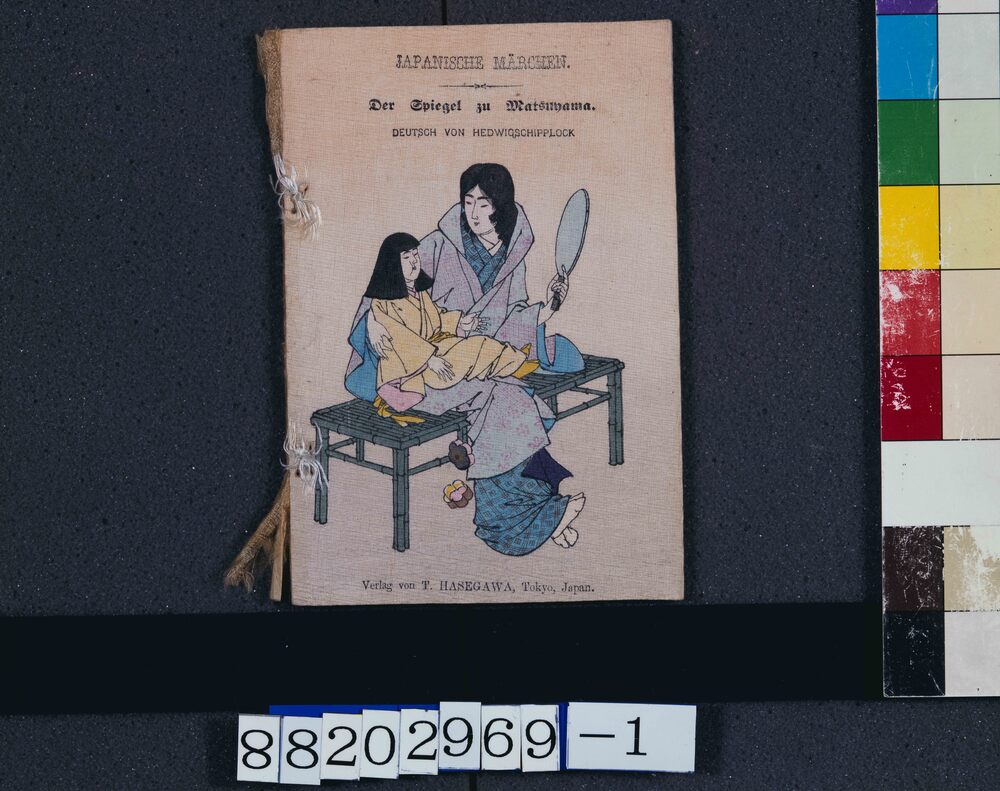 JAPANISCHE MÄRCHEN.
Der Spiegel zu Matsuyama.
DEUTSCH VON HEDWIGSCHIPPLOCK
Verlag von T. HASEGAWA, Tokyo, Japan.
88202969-1